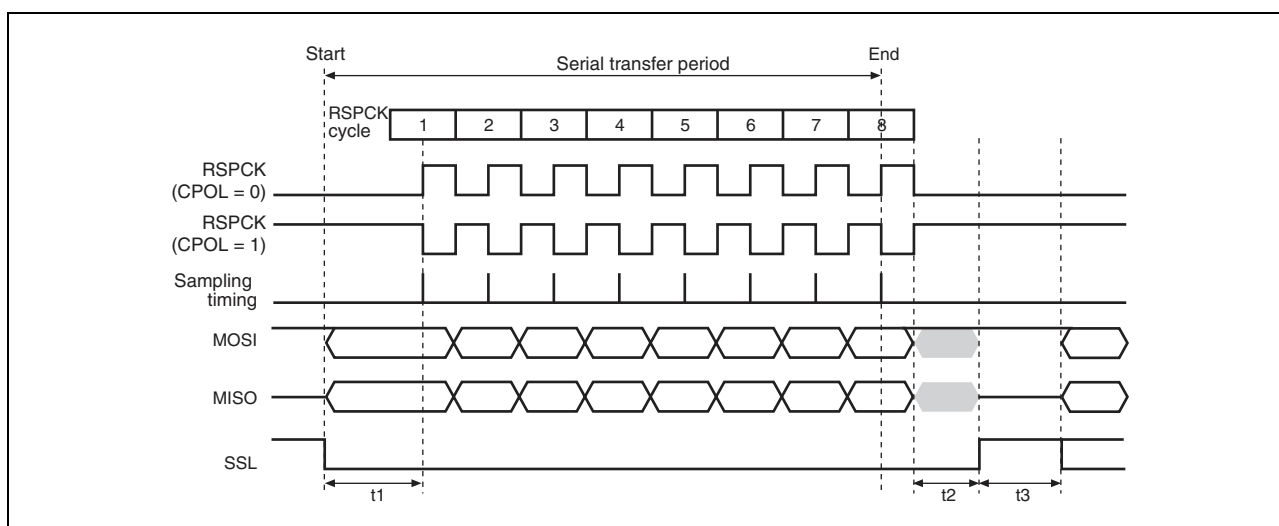 Start
End
Serial transfer period
RSPCK
cycle
1 2 3 4 5 6 7 8
RSPCK
(CPOL = 0)
RSPCK
(CPOL = 1)
Sampling
timing
MOSI
MISO
SSL
t1
t2
t3